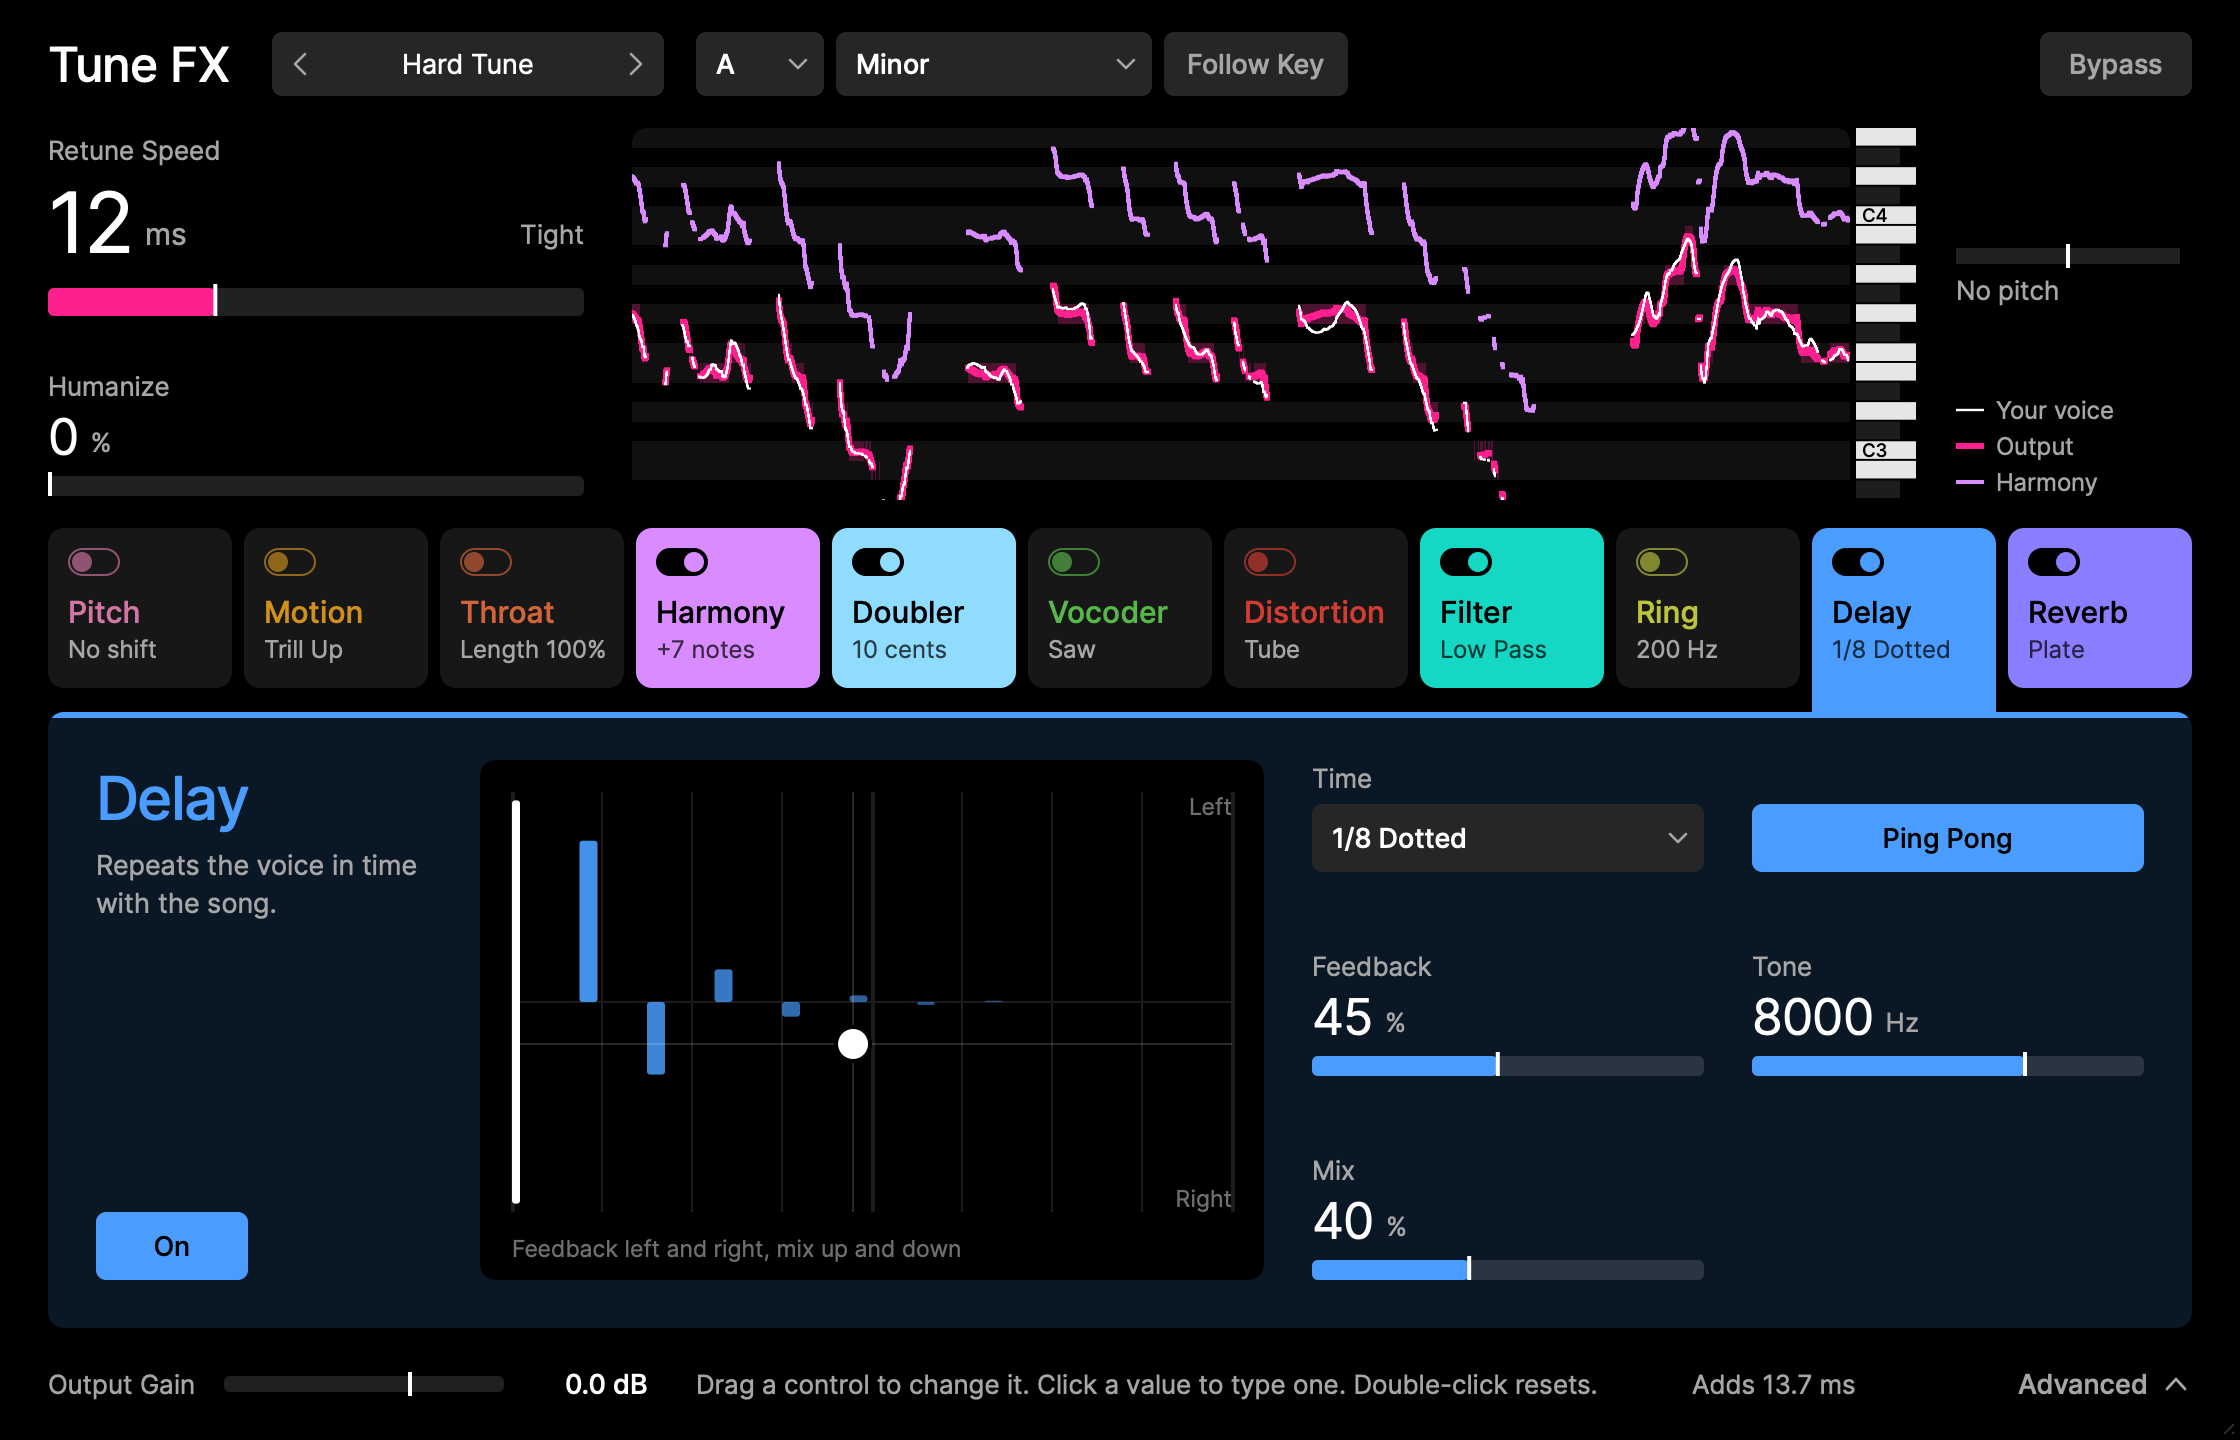 Tune FX
Hard Tune
A
Minor
Follow Key
Bypass
Retune Speed
12 ms
Tight
Humanize
0 %
C4
C3
No pitch
Your voice
Output
Harmony
Pitch
No shift
Motion
Trill Up
Throat
Length 100%
Harmony
+7 notes
Doubler
10 cents
Vocoder
Saw
Distortion
Tube
Filter
Low Pass
Ring
200 Hz
Delay
1/8 Dotted
Reverb
Plate
Delay
Repeats the voice in time
with the song.
On
Left
Right
Feedback left and right, mix up and down
Time
1/8 Dotted
Ping Pong
Feedback
45 %
Tone
8000 Hz
Mix
40 %
Output Gain
0.0 dB
Drag a control to change it. Click a value to type one. Double-click resets.
Adds 13.7 ms
Advanced